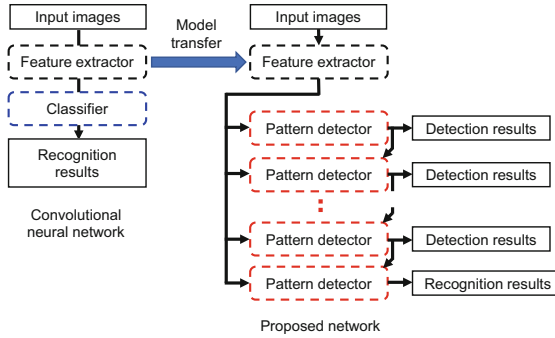 Input images
Feature extractor
Classifier
Recognition
results
Convolutional
neural network
Model
transfer
Input images
Feature extractor
Pattern detector
Detection results
Pattern detector
Detection results
Pattern detector
Detection results
Pattern detector
Recognition results
Proposed network